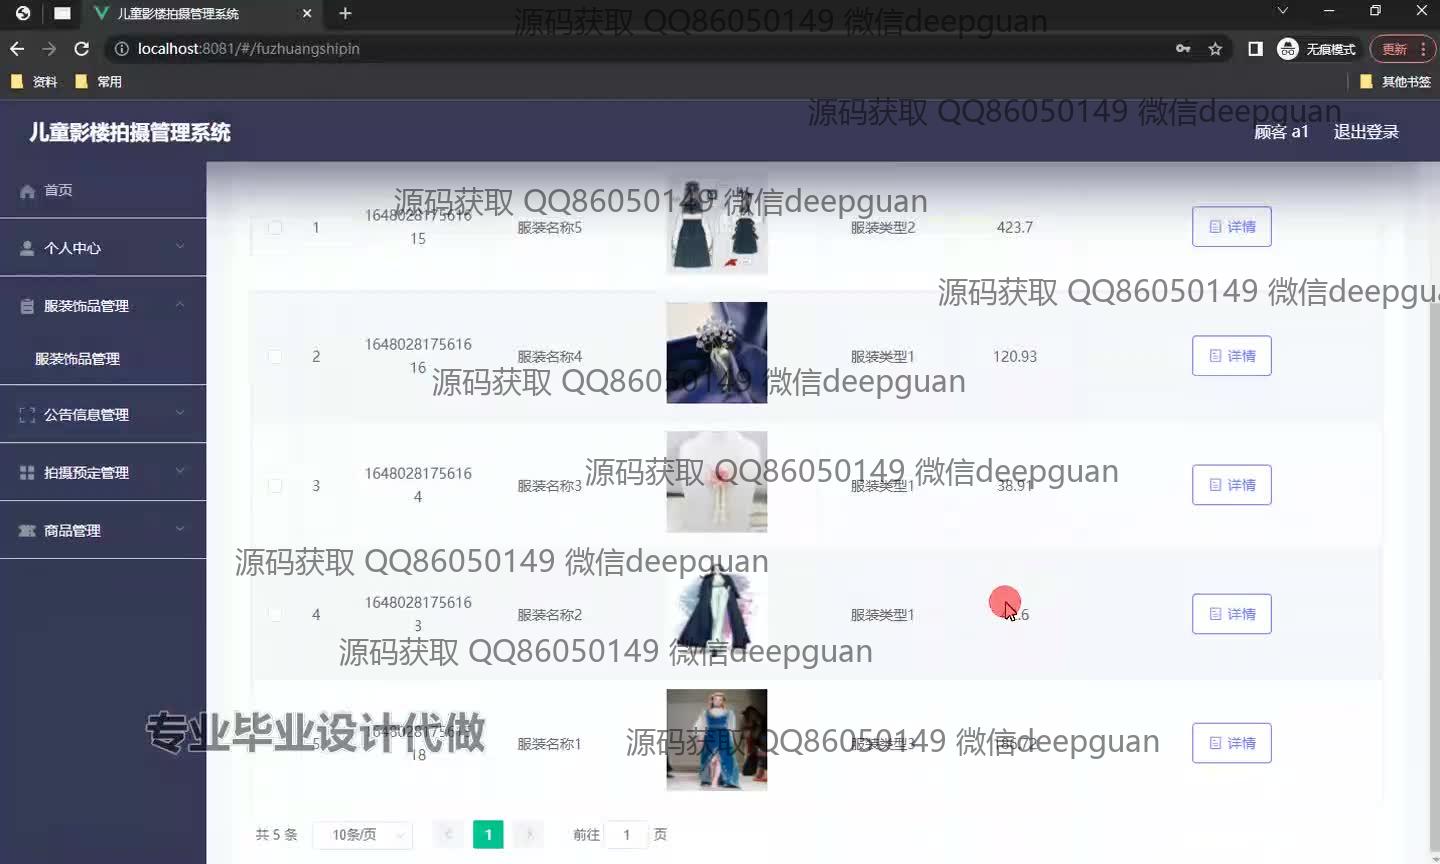 儿童影楼拍摄管理系统
源码获取 QQ86050149 微信deepguan
localhost:8081/#/fuzhuangshipin
无痕模式
更新
资料
常用
其他书签
源码获取 QQ86050149 微信deepguan
儿童影楼拍摄管理系统
顾客 a1
退出登录
首页
个人中心
服装饰品管理
服装饰品管理
公告信息管理
拍摄预定管理
商品管理
源码获取 QQ86050149 微信deepguan
1
1648028175616
15
服装名称5
服装类型2
423.7
详情
源码获取 QQ86050149 微信deepgua
2
1648028175616
16
服装名称4
服装类型1
120.93
详情
源码获取 QQ86050149 微信deepguan
源码获取 QQ86050149 微信deepguan
3
1648028175616
4
服装名称3
服装类型1
38.91
详情
源码获取 QQ86050149 微信deepguan
4
1648028175616
3
服装名称2
服装类型1
.6
详情
源码获取 QQ86050149 微信deepguan
专业毕业设计代做
5
18
服装名称1
服装类型3
详情
源码获取 QQ86050149 微信deepguan
共 5 条
10条/页
1
前往
1
页